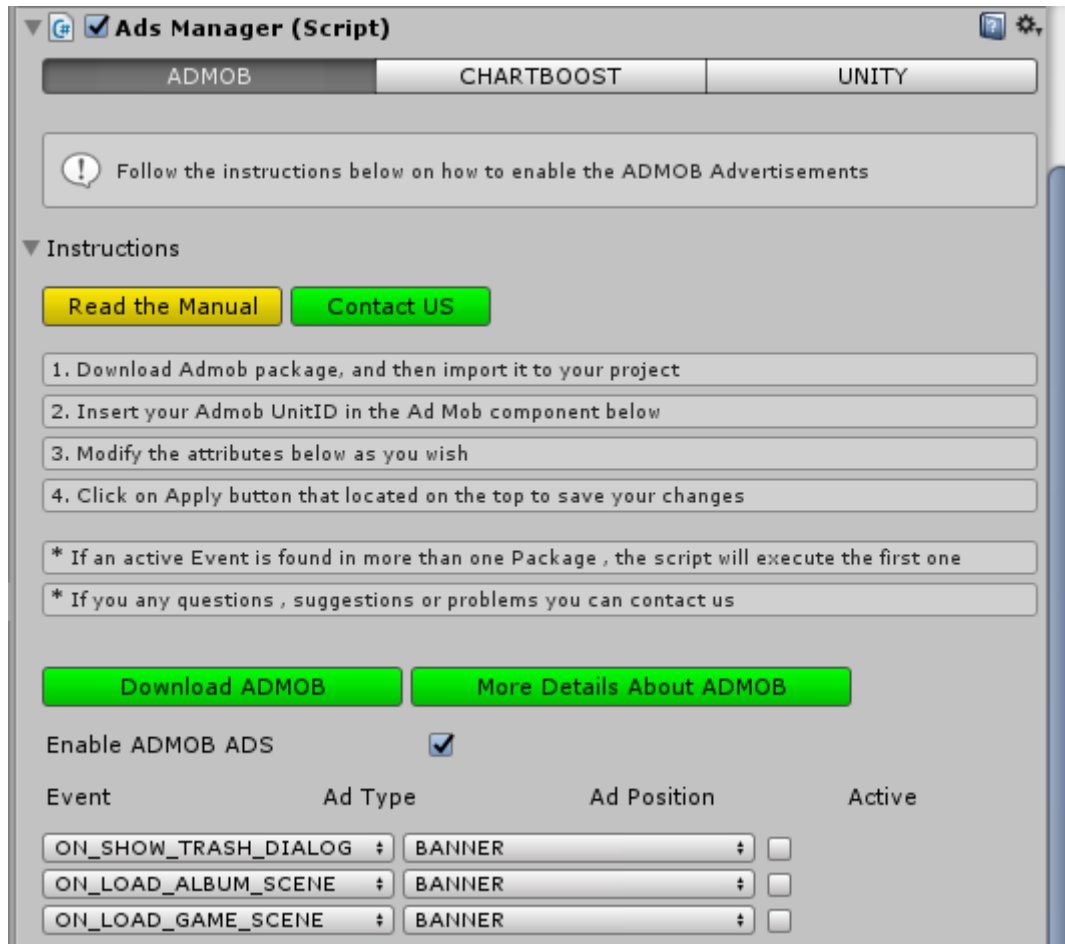 Ads Manager (Script)
ADMOB CHARTBOOST UNITY
Follow the instructions below on how to enable the ADMOB Advertisements
Instructions
Read the Manual Contact US
1. Download Admob package, and then import it to your project
2. Insert your Admob UnitID in the Ad Mob component below
3. Modify the attributes below as you wish
4. Click on Apply button that located on the top to save your changes
* If an active Event is found in more than one Package , the script will execute the first one
* If you any questions , suggestions or problems you can contact us
Download ADMOB More Details About ADMOB
Enable ADMOB ADS
Event Ad Type Ad Position Active
ON_SHOW_TRASH_DIALOG BANNER
ON_LOAD_ALBUM_SCENE BANNER
ON_LOAD_GAME_SCENE BANNER